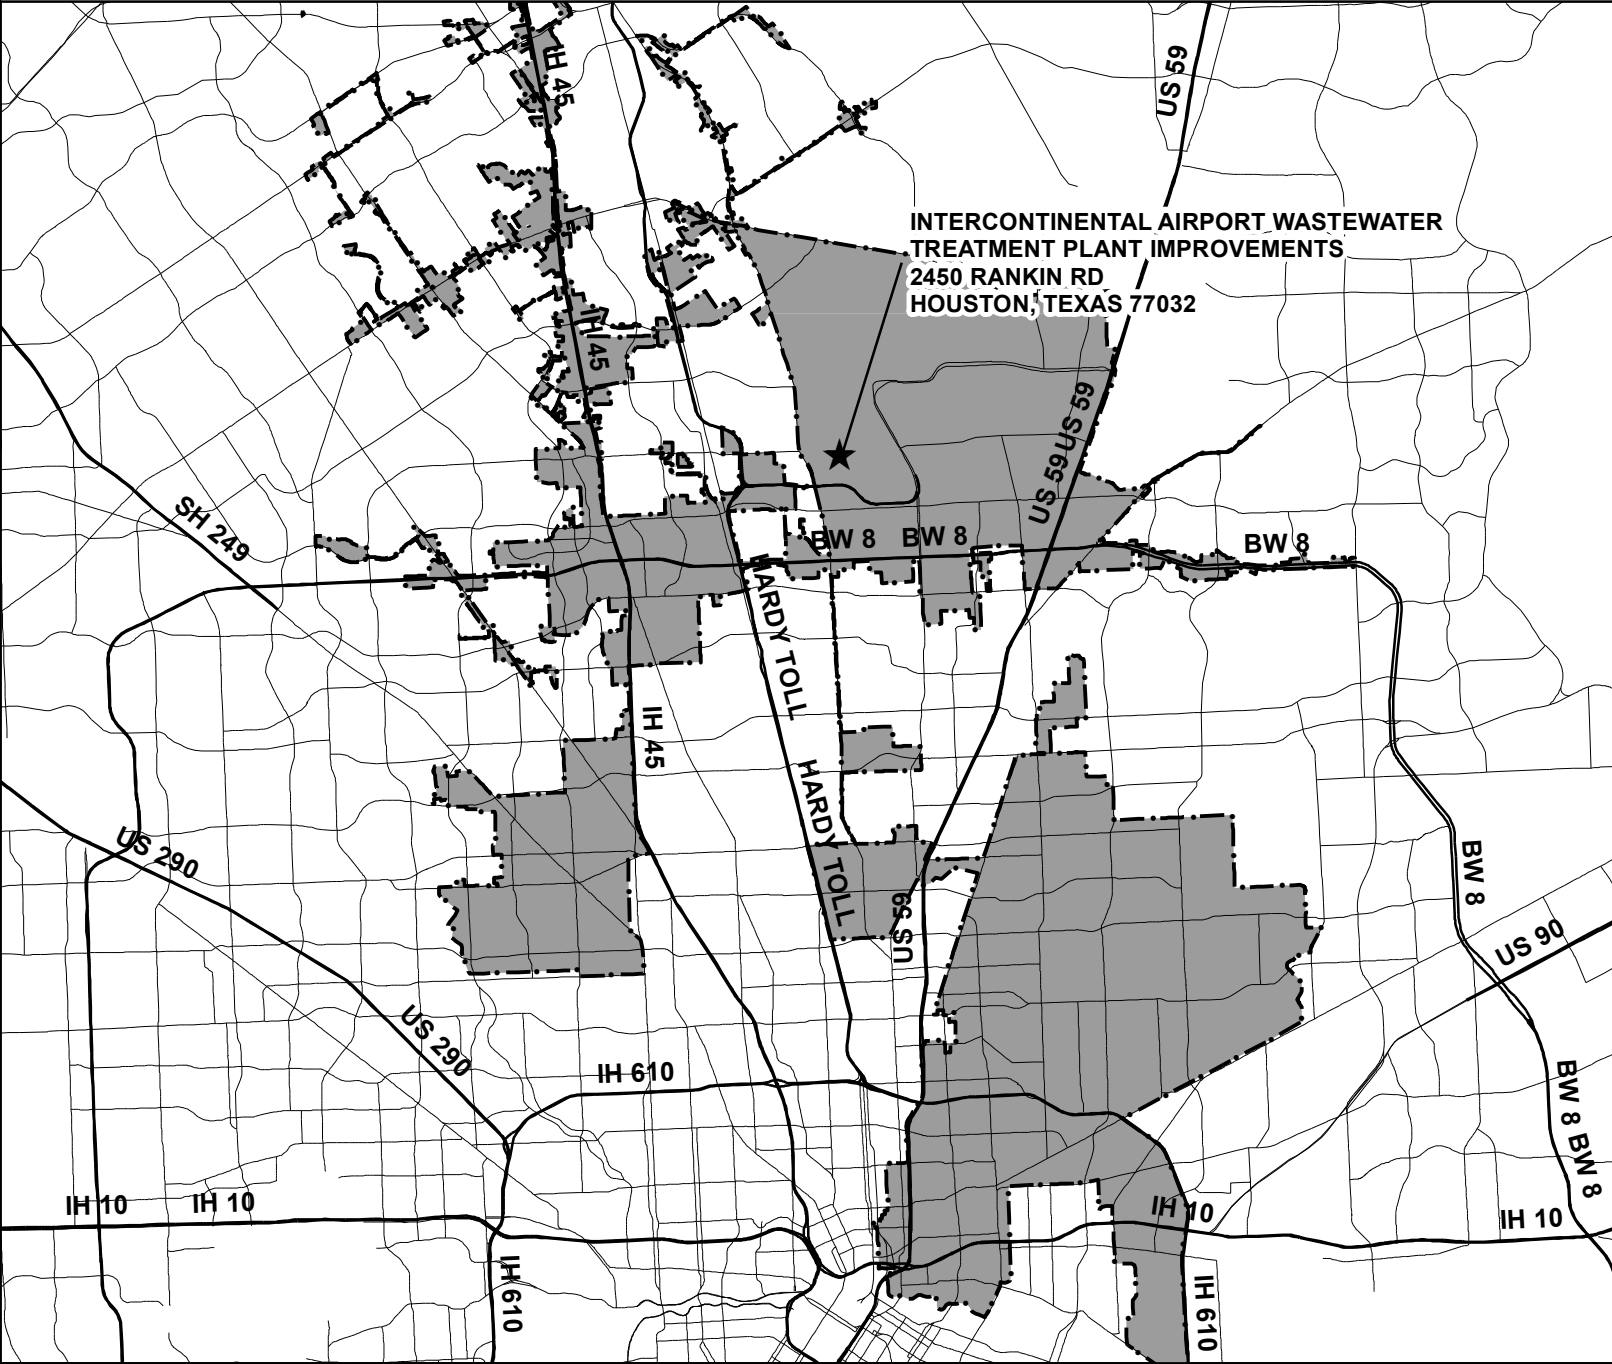 IH 45
US 59
INTERCONTINENTAL AIRPORT WASTEWATER
TREATMENT PLANT IMPROVEMENTS
2450 RANKIN RD
HOUSTON, TEXAS 77032
IH 45
US 59
US 59
SH 249
BW 8
BW 8
BW 8
HARDY TOLL
IH 45
HARDY TOLL
US 290
BW 8
US 59
US 90
US 290
IH 610
BW 8
BW 8
IH 10
IH 10
IH 10
IH 10
IH 610
IH 610